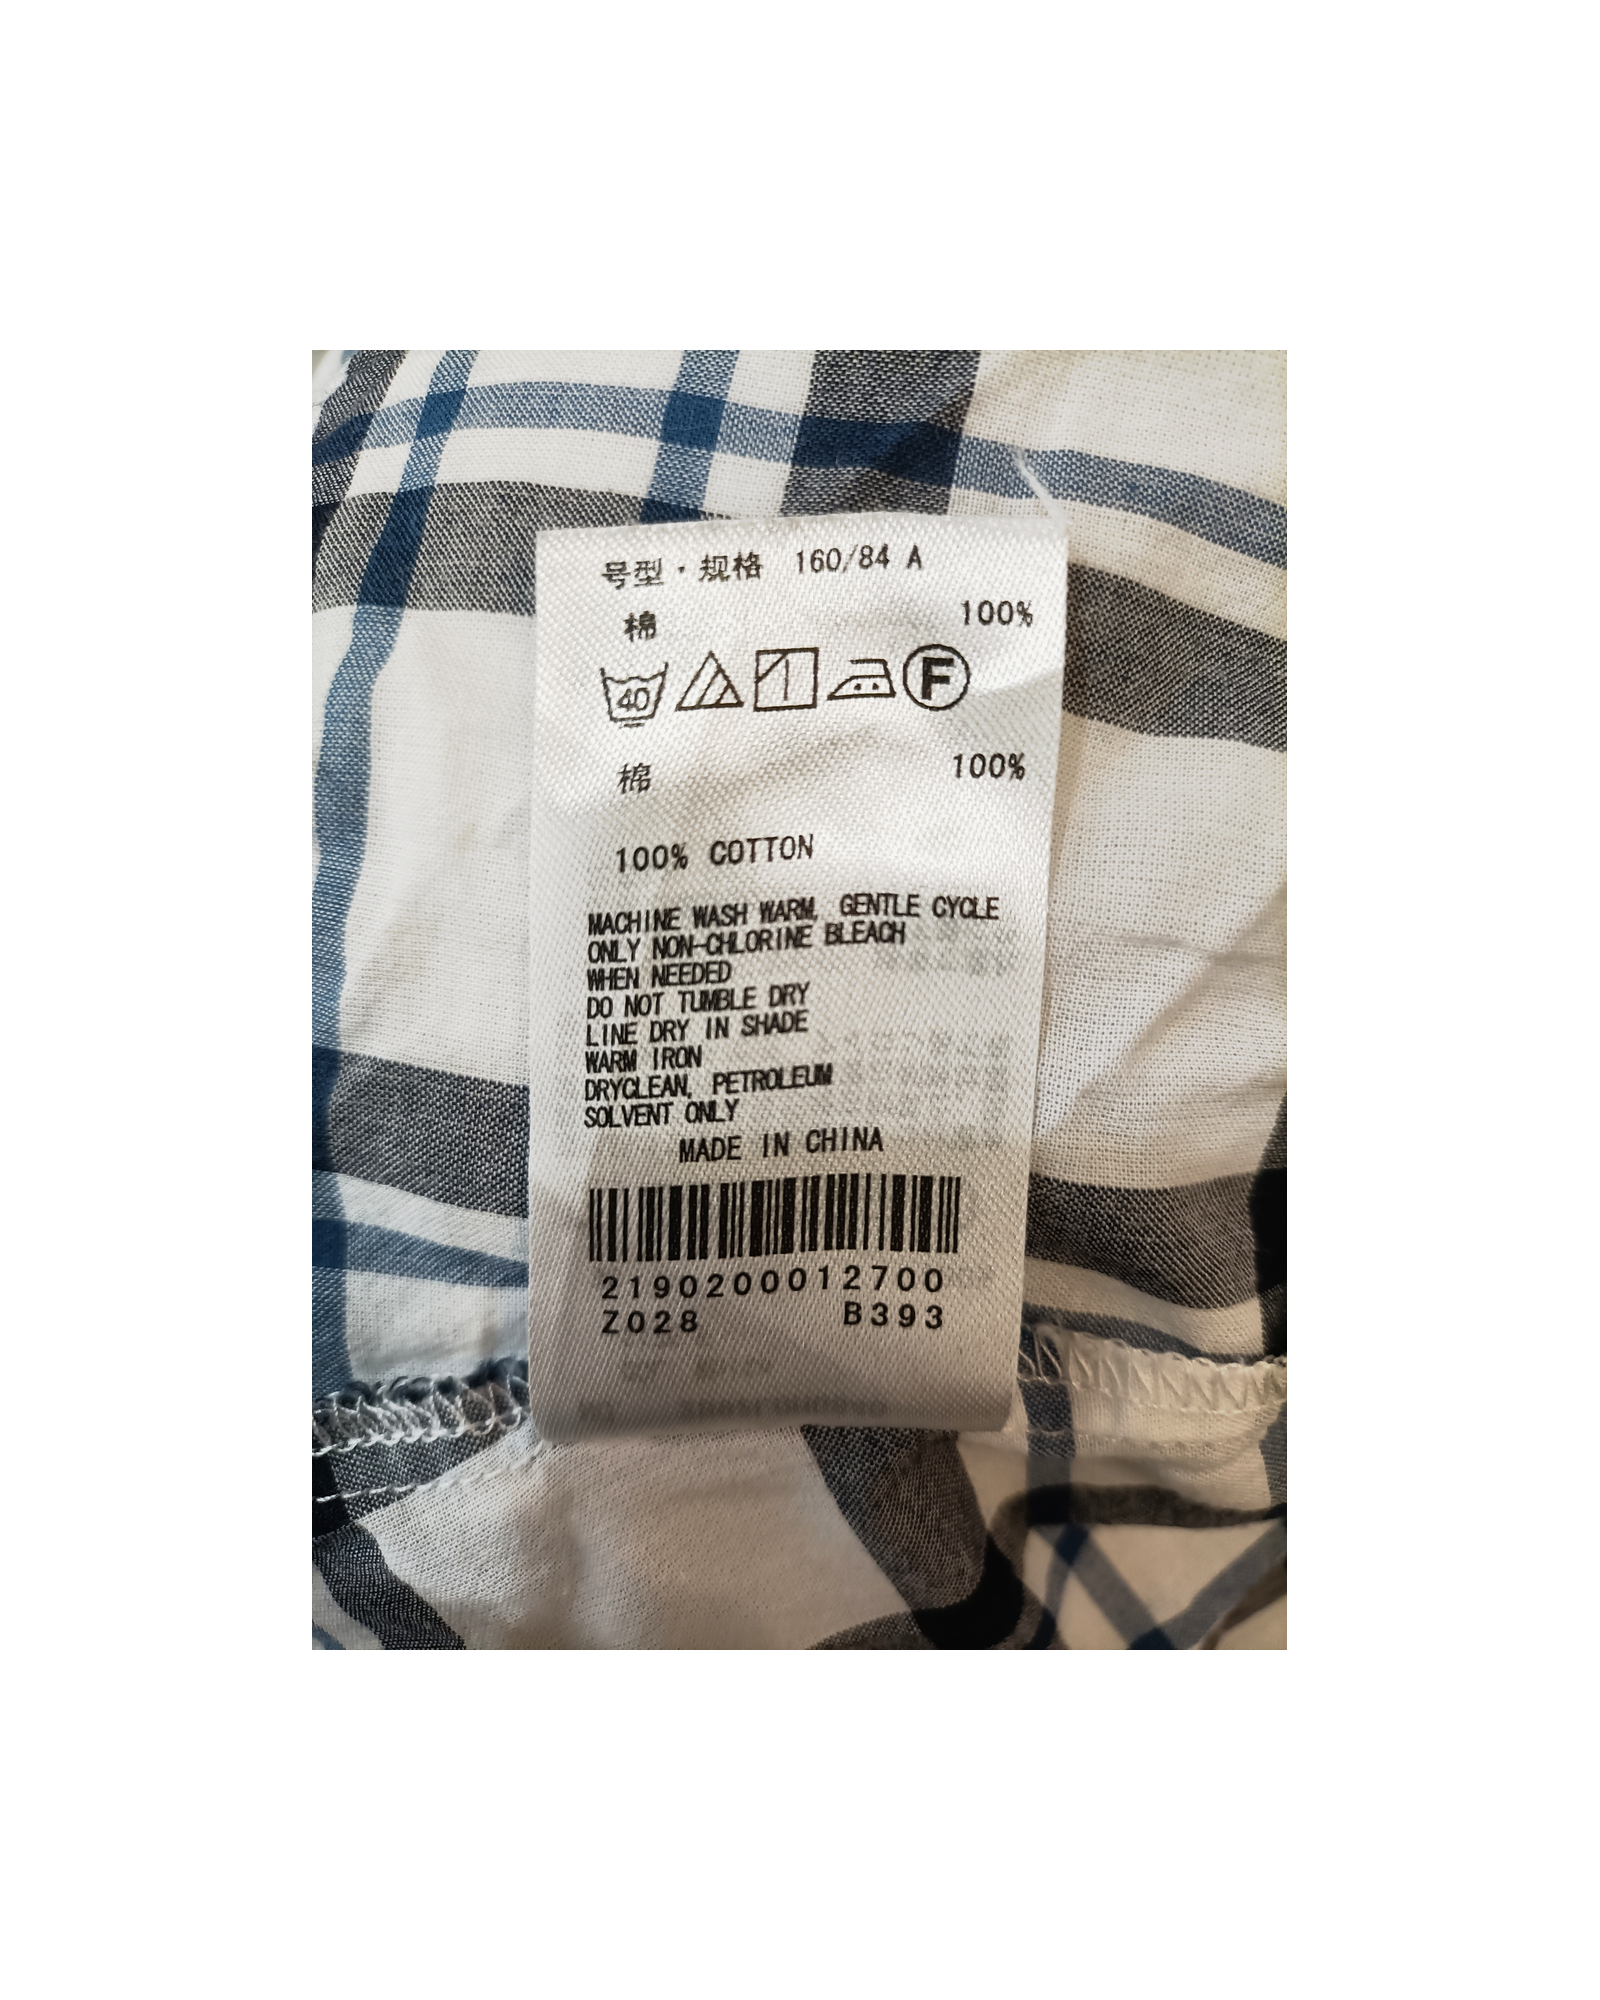 号型·规格 160/84 A
棉 100%
40 F
棉 100%
100% COTTON
MACHINE WASH WARM, GENTLE CYCLE
ONLY NON-CHLORINE BLEACH
WHEN NEEDED
DO NOT TUMBLE DRY
LINE DRY IN SHADE
WARM IRON
DRYCLEAN, PETROLEUM
SOLVENT ONLY
MADE IN CHINA
2190200012700
Z028 B393